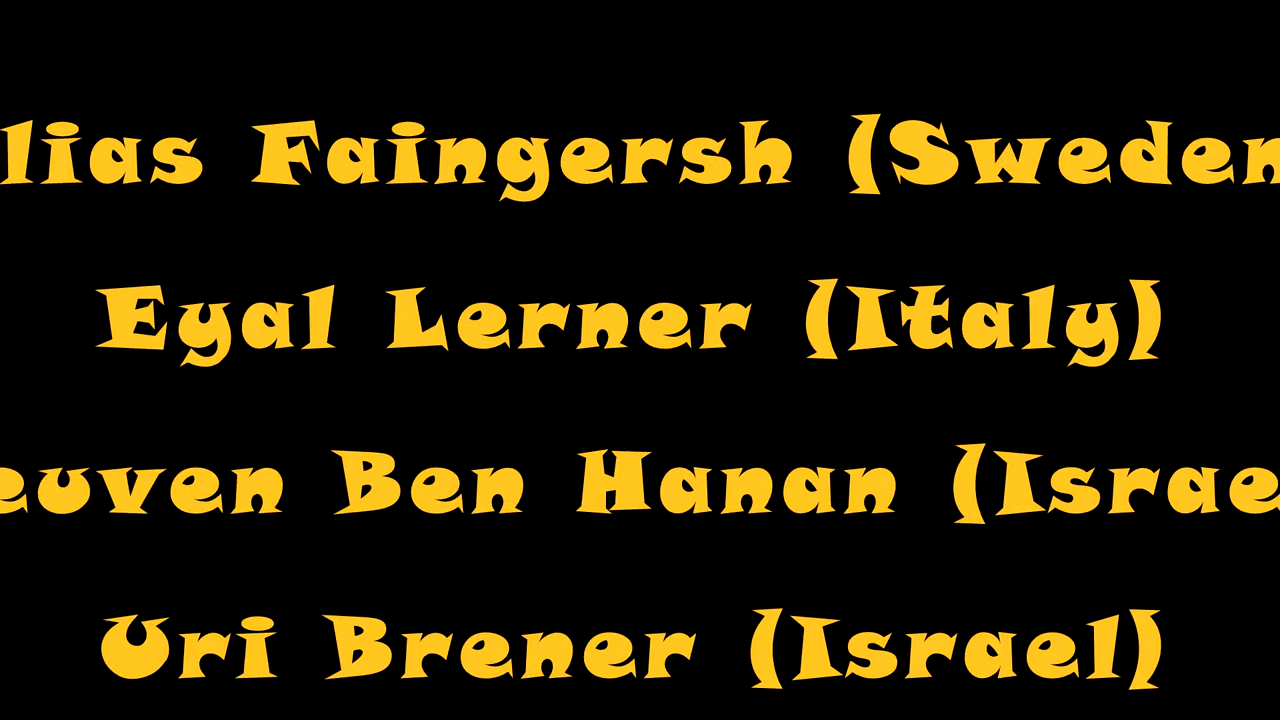 lias Faingersh (Sweden
Eyal Lerner (Italy)
euven Ben Hanan (Israe
Uri Brener (Israel)